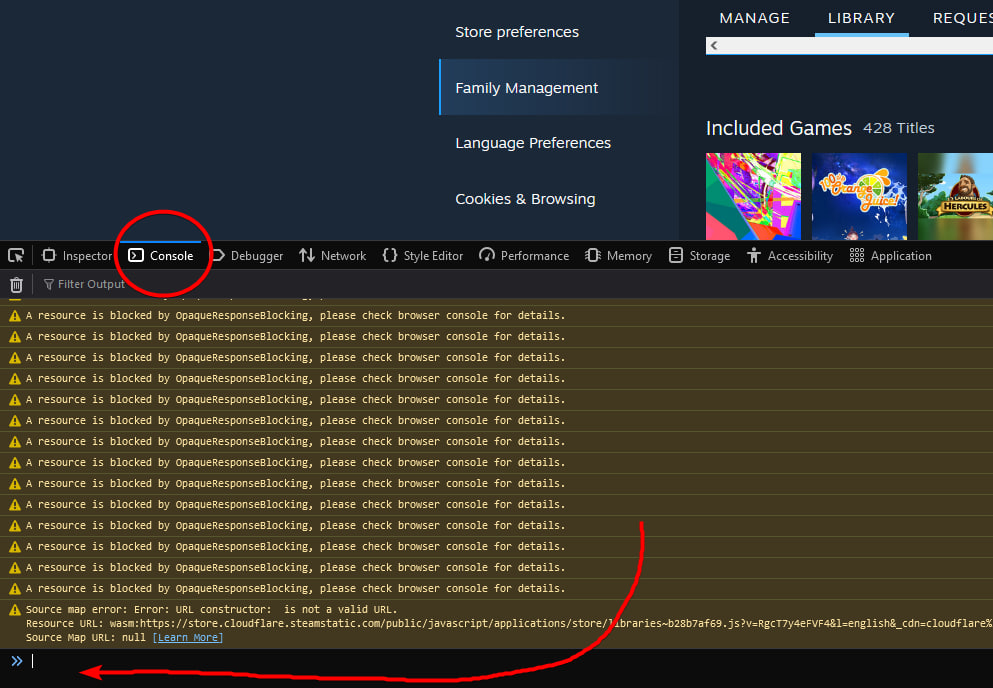 Store preferences
Family Management
Language Preferences
Cookies & Browsing
MANAGE LIBRARY REQUES
Included Games 428 Titles
100% Orange Juice!
LABOURS OF HERCULES
Inspector Console Debugger Network Style Editor Performance Memory Storage Accessibility Application
Filter Output
A resource is blocked by OpaqueResponseBlocking, please check browser console for details.
A resource is blocked by OpaqueResponseBlocking, please check browser console for details.
A resource is blocked by OpaqueResponseBlocking, please check browser console for details.
A resource is blocked by OpaqueResponseBlocking, please check browser console for details.
A resource is blocked by OpaqueResponseBlocking, please check browser console for details.
A resource is blocked by OpaqueResponseBlocking, please check browser console for details.
A resource is blocked by OpaqueResponseBlocking, please check browser console for details.
A resource is blocked by OpaqueResponseBlocking, please check browser console for details.
A resource is blocked by OpaqueResponseBlocking, please check browser console for details.
A resource is blocked by OpaqueResponseBlocking, please check browser console for details.
A resource is blocked by OpaqueResponseBlocking, please check browser console for details.
A resource is blocked by OpaqueResponseBlocking, please check browser console for details.
A resource is blocked by OpaqueResponseBlocking, please check browser console for details.
A resource is blocked by OpaqueResponseBlocking, please check browser console for details.
Source map error: Error: URL constructor:  is not a valid URL.
Resource URL: wasm:https://store.cloudflare.steamstatic.com/public/javascript/applications/store/libraries~b28b7af69.js?v=RgcT7y4eFVF4&l=english&_cdn=cloudflare%
Source Map URL: null [Learn More]